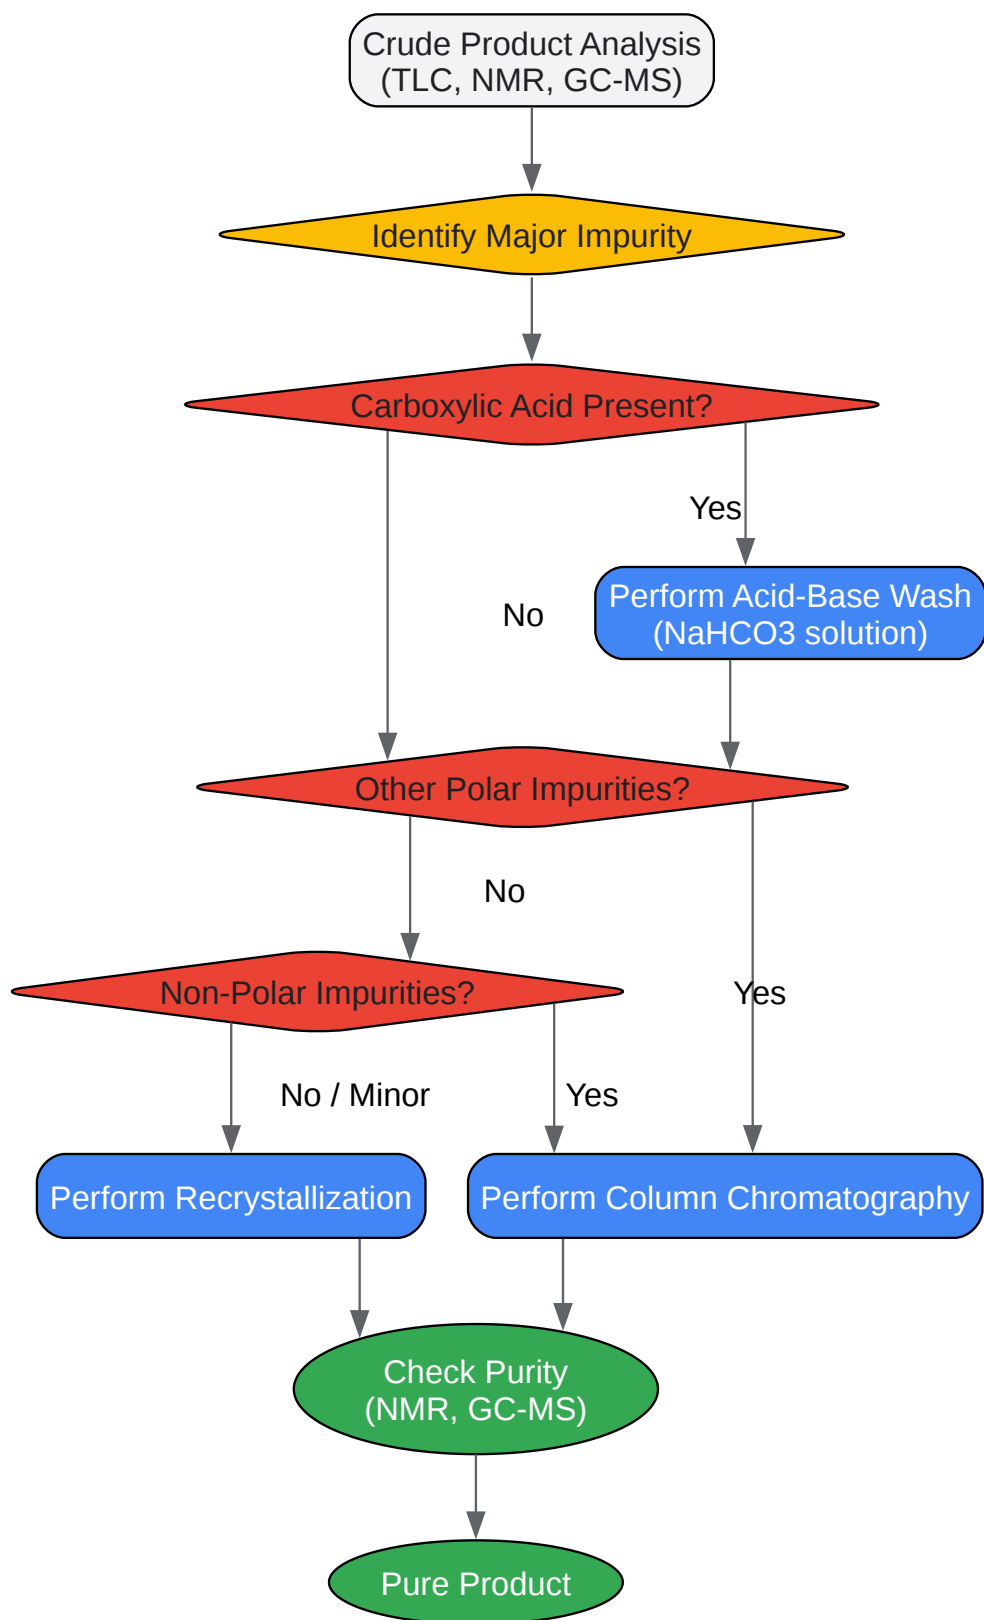 Crude Product Analysis
(TLC, NMR, GC-MS)
Identify Major Impurity
Carboxylic Acid Present?
Yes
Perform Acid-Base Wash
(NaHCO3 solution)
No
Other Polar Impurities?
No
Non-Polar Impurities?
Yes
No / Minor
Yes
Perform Recrystallization
Perform Column Chromatography
Check Purity
(NMR, GC-MS)
Pure Product